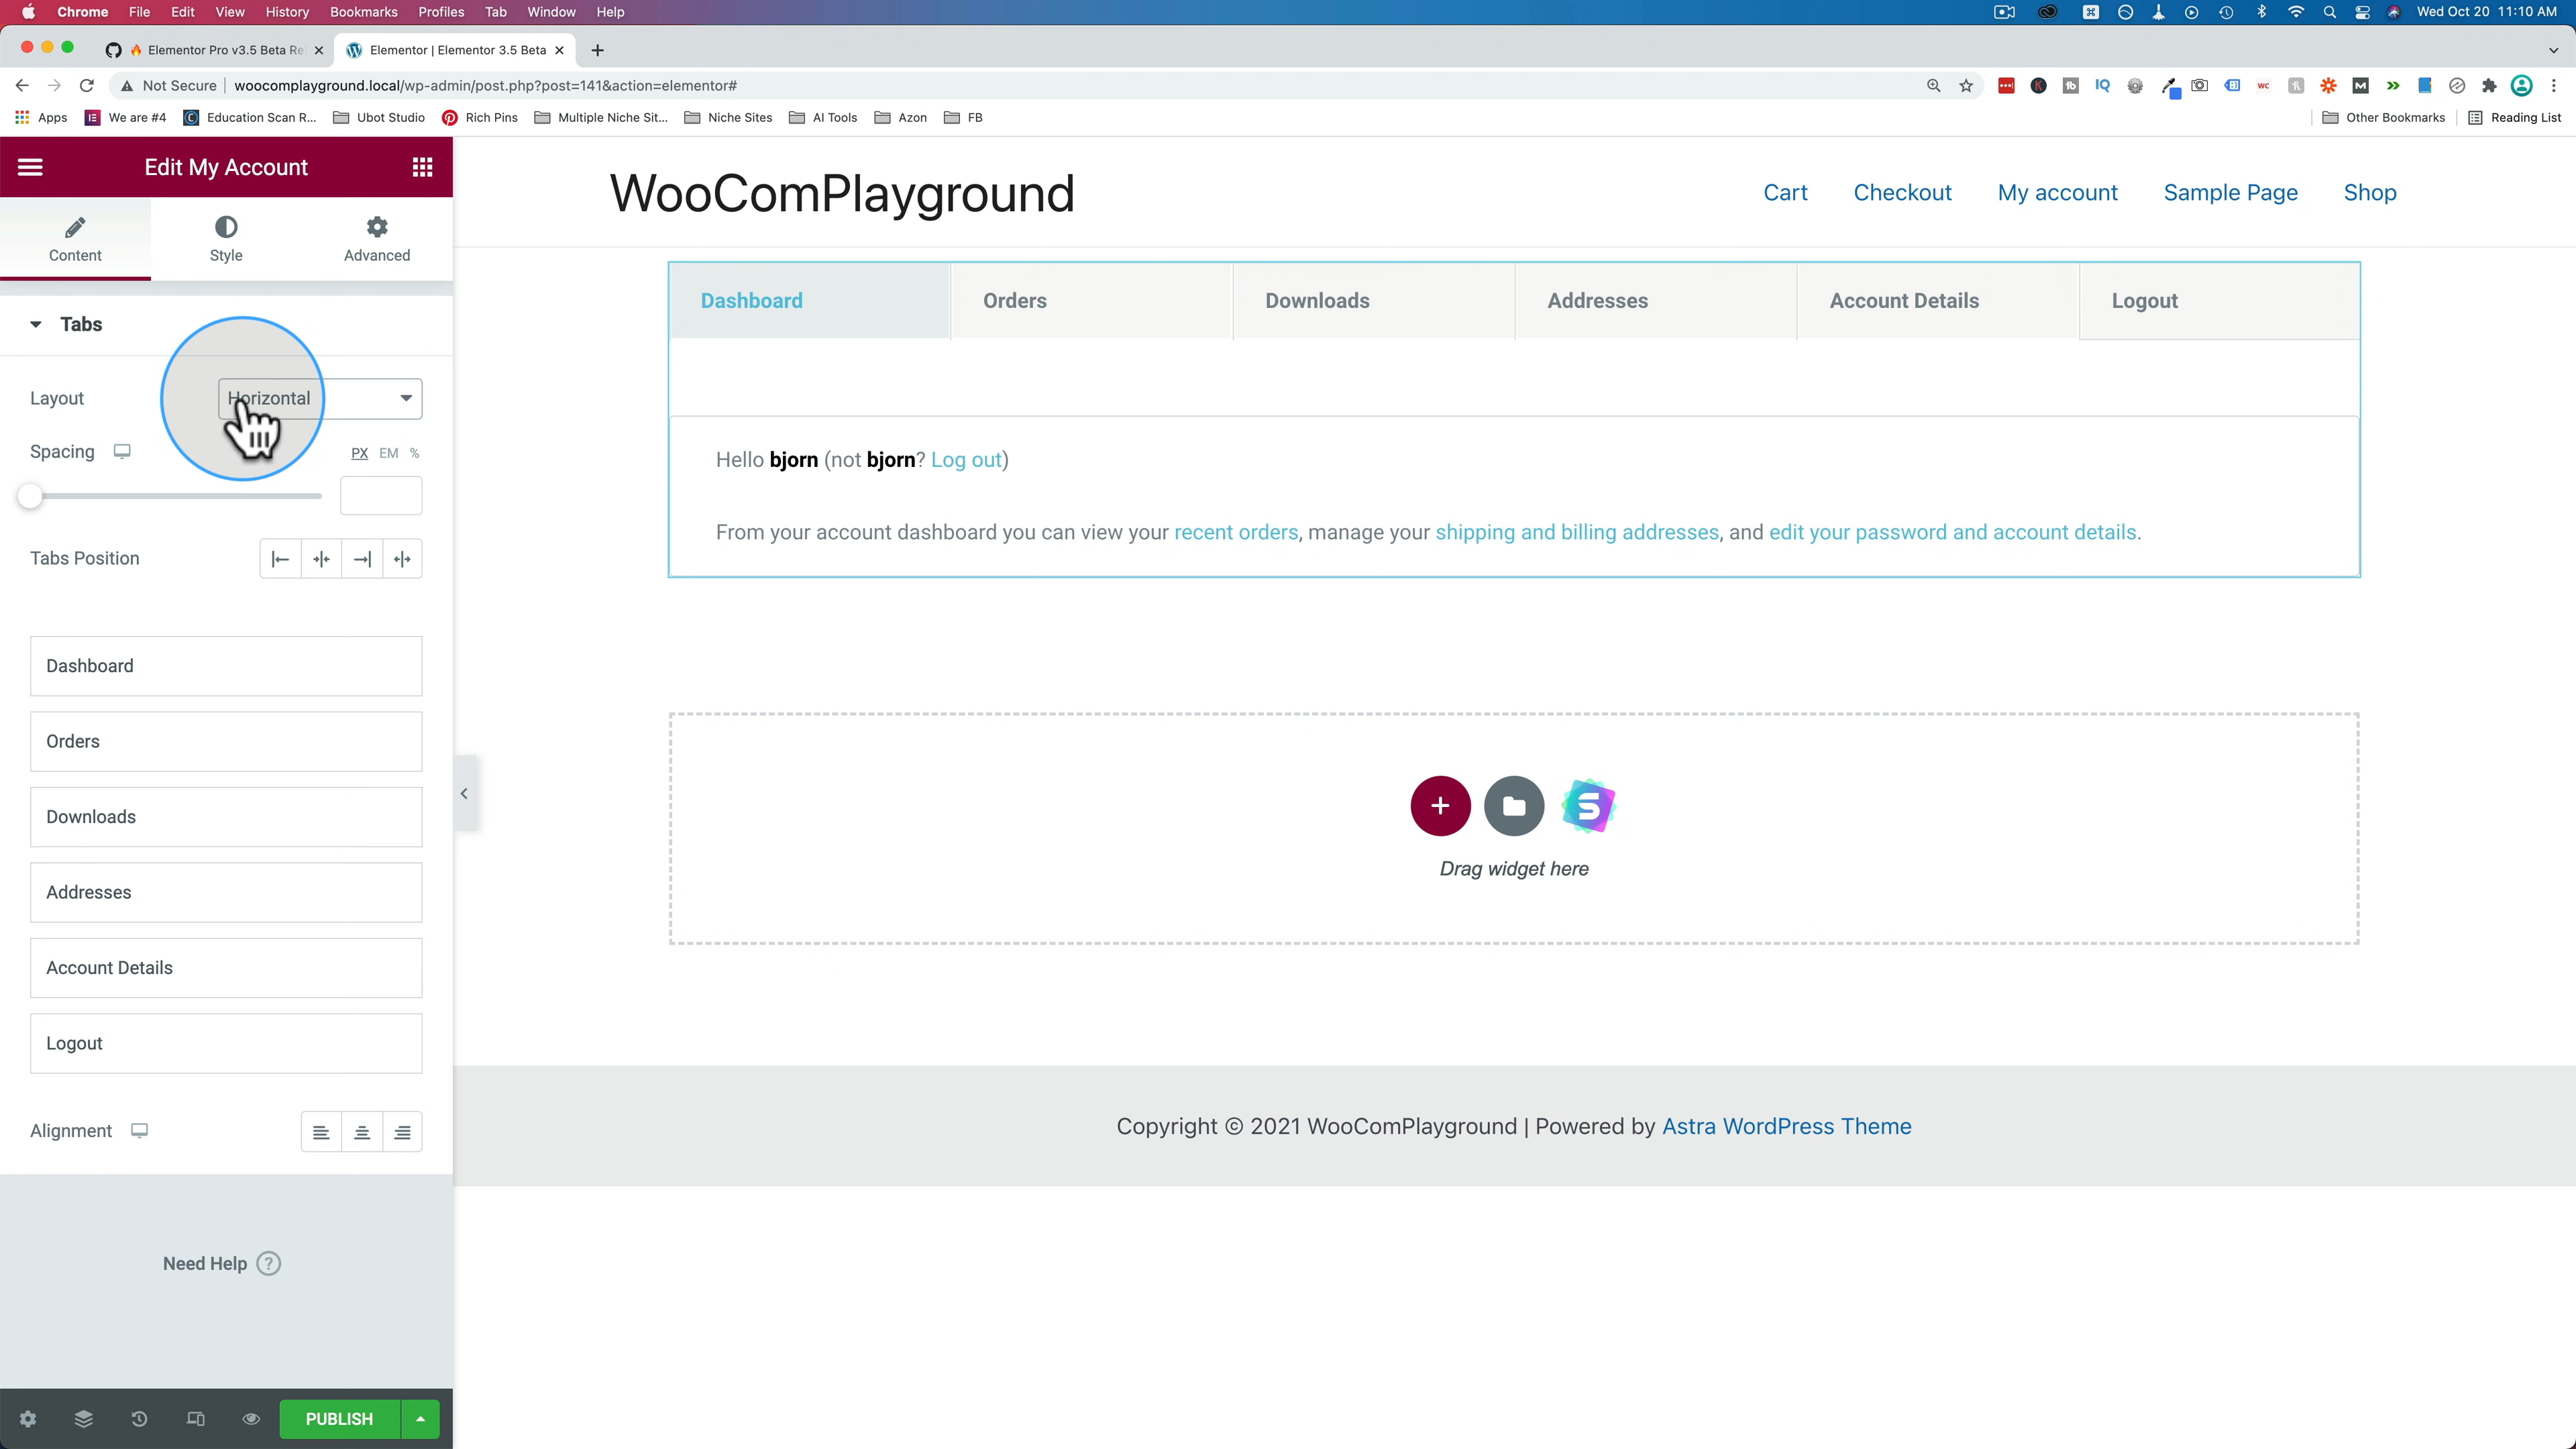 Chrome File Edit View History Bookmarks Profiles Tab Window Help Wed Oct 20 11:10 AM
🔥 Elementor Pro v3.5 Beta Re Elementor | Elementor 3.5 Beta
Not Secure woocomplayground.local/wp-admin/post.php?post=141&action=elementor#
Apps We are #4 Education Scan R... Ubot Studio Rich Pins Multiple Niche Sit... Niche Sites AI Tools Azon FB Other Bookmarks Reading List
Edit My Account
Content Style Advanced
Tabs
Layout Horizontal
Spacing PX EM %
Tabs Position
Dashboard
Orders
Downloads
Addresses
Account Details
Logout
Alignment
Need Help ?
PUBLISH
WooComPlayground
Cart Checkout My account Sample Page Shop
Dashboard Orders Downloads Addresses Account Details Logout
Hello bjorn (not bjorn? Log out)
From your account dashboard you can view your recent orders, manage your shipping and billing addresses, and edit your password and account details.
Drag widget here
Copyright © 2021 WooComPlayground | Powered by Astra WordPress Theme